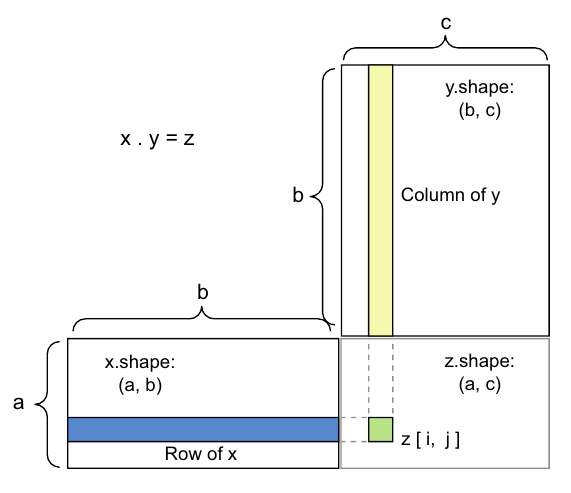 c
y.shape:
(b, c)
x . y = z
b
Column of y
b
x.shape:
(a, b)
z.shape:
(a, c)
a
z [ i, j ]
Row of x